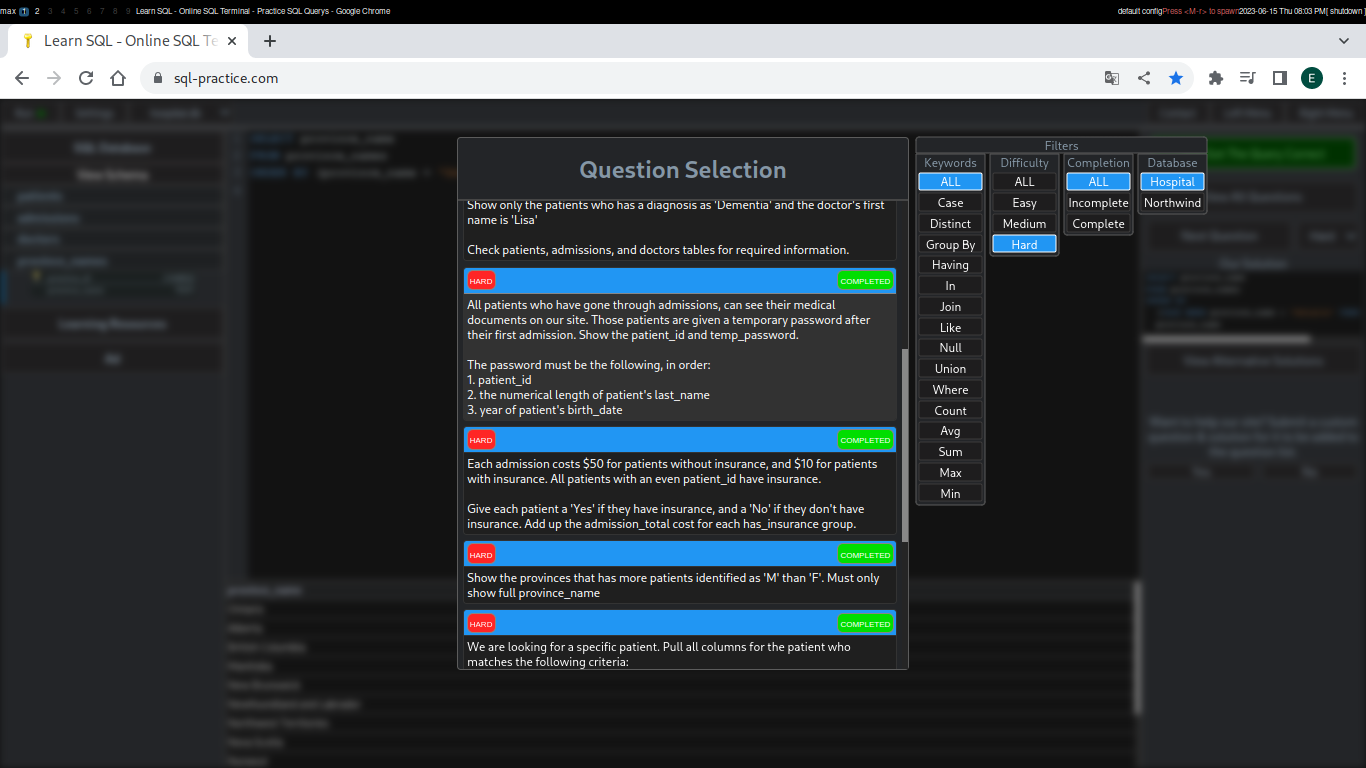 max 1 2 3 4 5 6 7 8 9 Learn SQL - Online SQL Terminal - Practice SQL Querys - Google Chrome default config Press <M-r> to spawn 2023-06-15 Thu 08:03 PM [ shutdown ]
Learn SQL - Online SQL Te
sql-practice.com
E
Question Selection
Show only the patients who has a diagnosis as 'Dementia' and the doctor's first
name is 'Lisa'
Check patients, admissions, and doctors tables for required information.
HARD COMPLETED
All patients who have gone through admissions, can see their medical
documents on our site. Those patients are given a temporary password after
their first admission. Show the patient_id and temp_password.
The password must be the following, in order:
1. patient_id
2. the numerical length of patient's last_name
3. year of patient's birth_date
HARD COMPLETED
Each admission costs $50 for patients without insurance, and $10 for patients
with insurance. All patients with an even patient_id have insurance.
Give each patient a 'Yes' if they have insurance, and a 'No' if they don't have
insurance. Add up the admission_total cost for each has_insurance group.
HARD COMPLETED
Show the provinces that has more patients identified as 'M' than 'F'. Must only
show full province_name
HARD COMPLETED
We are looking for a specific patient. Pull all columns for the patient who
matches the following criteria:
Filters
Keywords
ALL
Case
Distinct
Group By
Having
In
Join
Like
Null
Union
Where
Count
Avg
Sum
Max
Min
Difficulty
ALL
Easy
Medium
Hard
Completion
ALL
Incomplete
Complete
Database
Hospital
Northwind